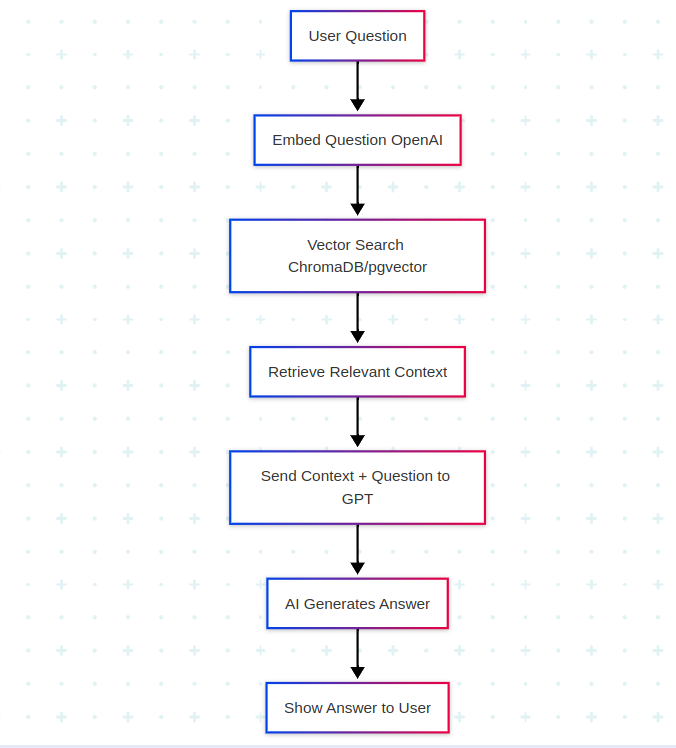 User Question
Embed Question OpenAI
Vector Search
ChromaDB/pgvector
Retrieve Relevant Context
Send Context + Question to
GPT
AI Generates Answer
Show Answer to User